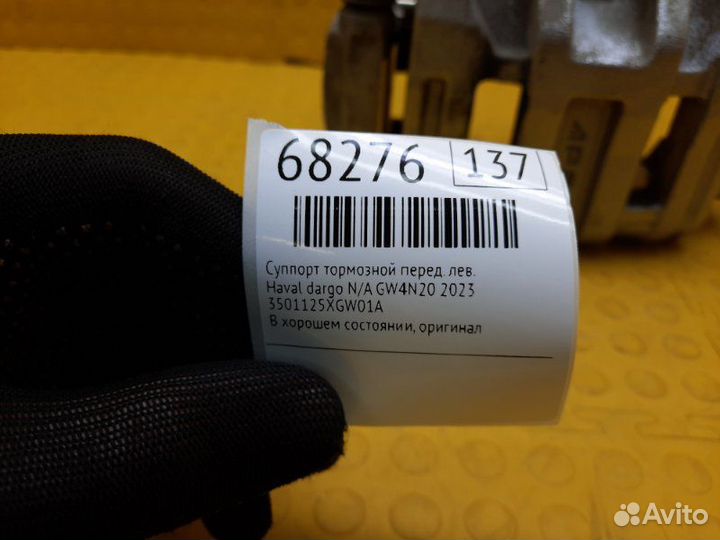 68276 137
Суппорт тормозной перед. лев.
Haval dargo N/A GW4N20 2023
3501125XGW01A
В хорошем состоянии, оригинал
Avito